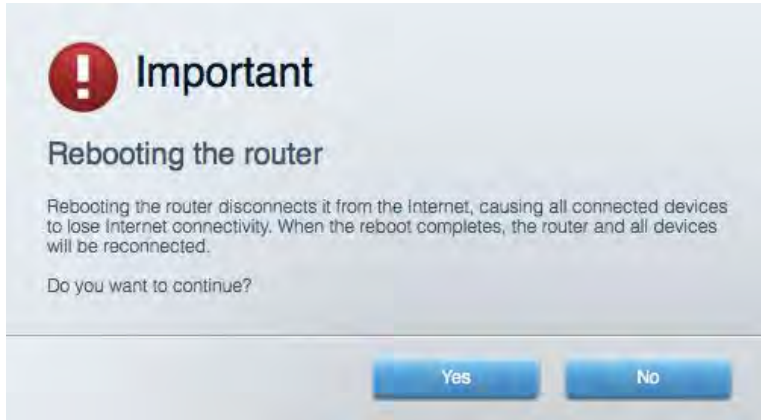 Important
Rebooting the router
Rebooting the router disconnects it from the Internet, causing all connected devices
to lose Internet connectivity. When the reboot completes, the router and all devices
will be reconnected.
Do you want to continue?
Yes
No